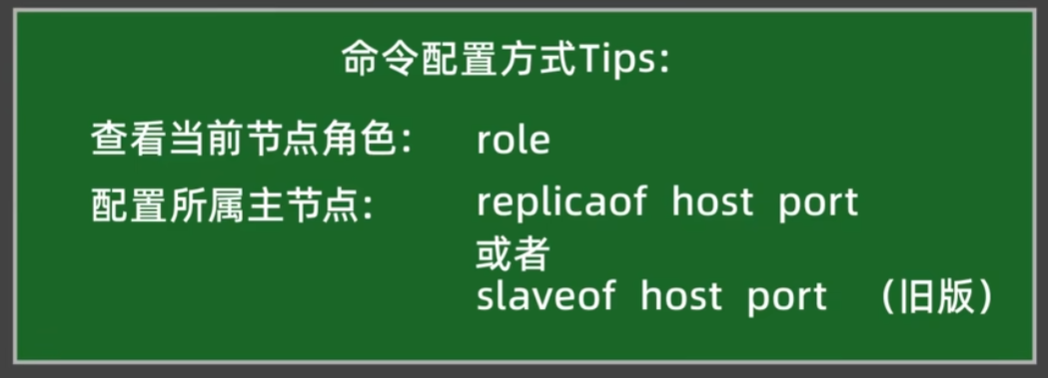 命令配置方式Tips:
查看当前节点角色: role
配置所属主节点: replicaof host port
或者
slaveof host port （旧版）